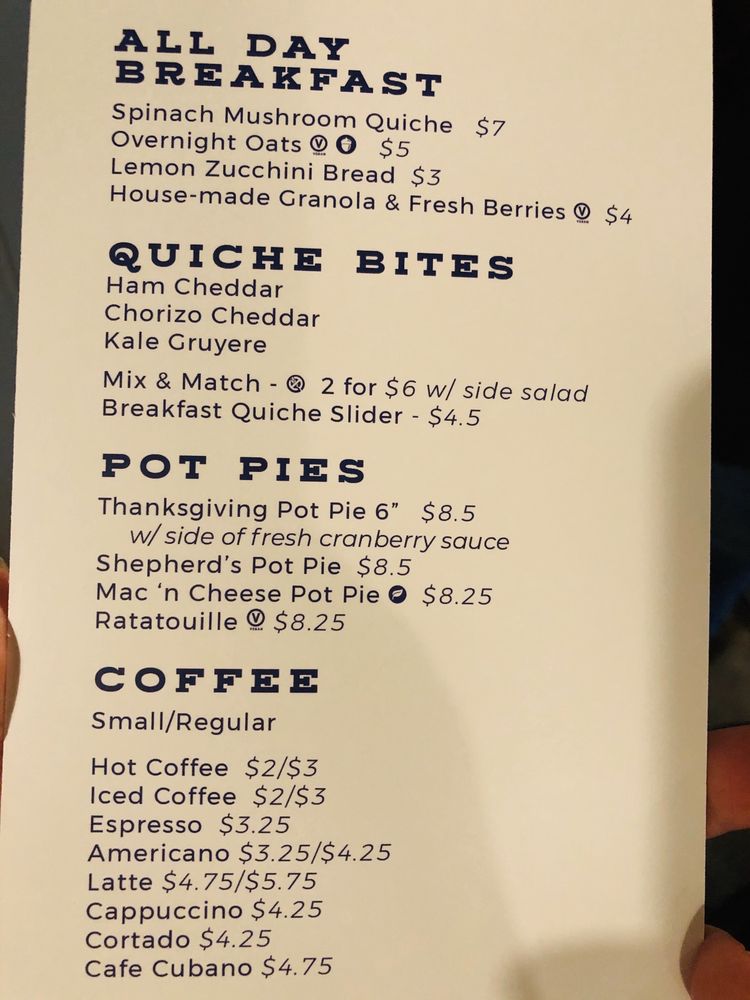 ALL DAY
BREAKFAST
Spinach Mushroom Quiche $7
Overnight Oats V VEGAN $5
Lemon Zucchini Bread $3
House-made Granola & Fresh Berries V VEGAN $4
QUICHE BITES
Ham Cheddar
Chorizo Cheddar
Kale Gruyere
Mix & Match - 2 for $6 w/ side salad
Breakfast Quiche Slider - $4.5
POT PIES
Thanksgiving Pot Pie 6” $8.5
w/ side of fresh cranberry sauce
Shepherd’s Pot Pie $8.5
Mac ‘n Cheese Pot Pie $8.25
Ratatouille V VEGAN $8.25
COFFEE
Small/Regular
Hot Coffee $2/$3
Iced Coffee $2/$3
Espresso $3.25
Americano $3.25/$4.25
Latte $4.75/$5.75
Cappuccino $4.25
Cortado $4.25
Cafe Cubano $4.75